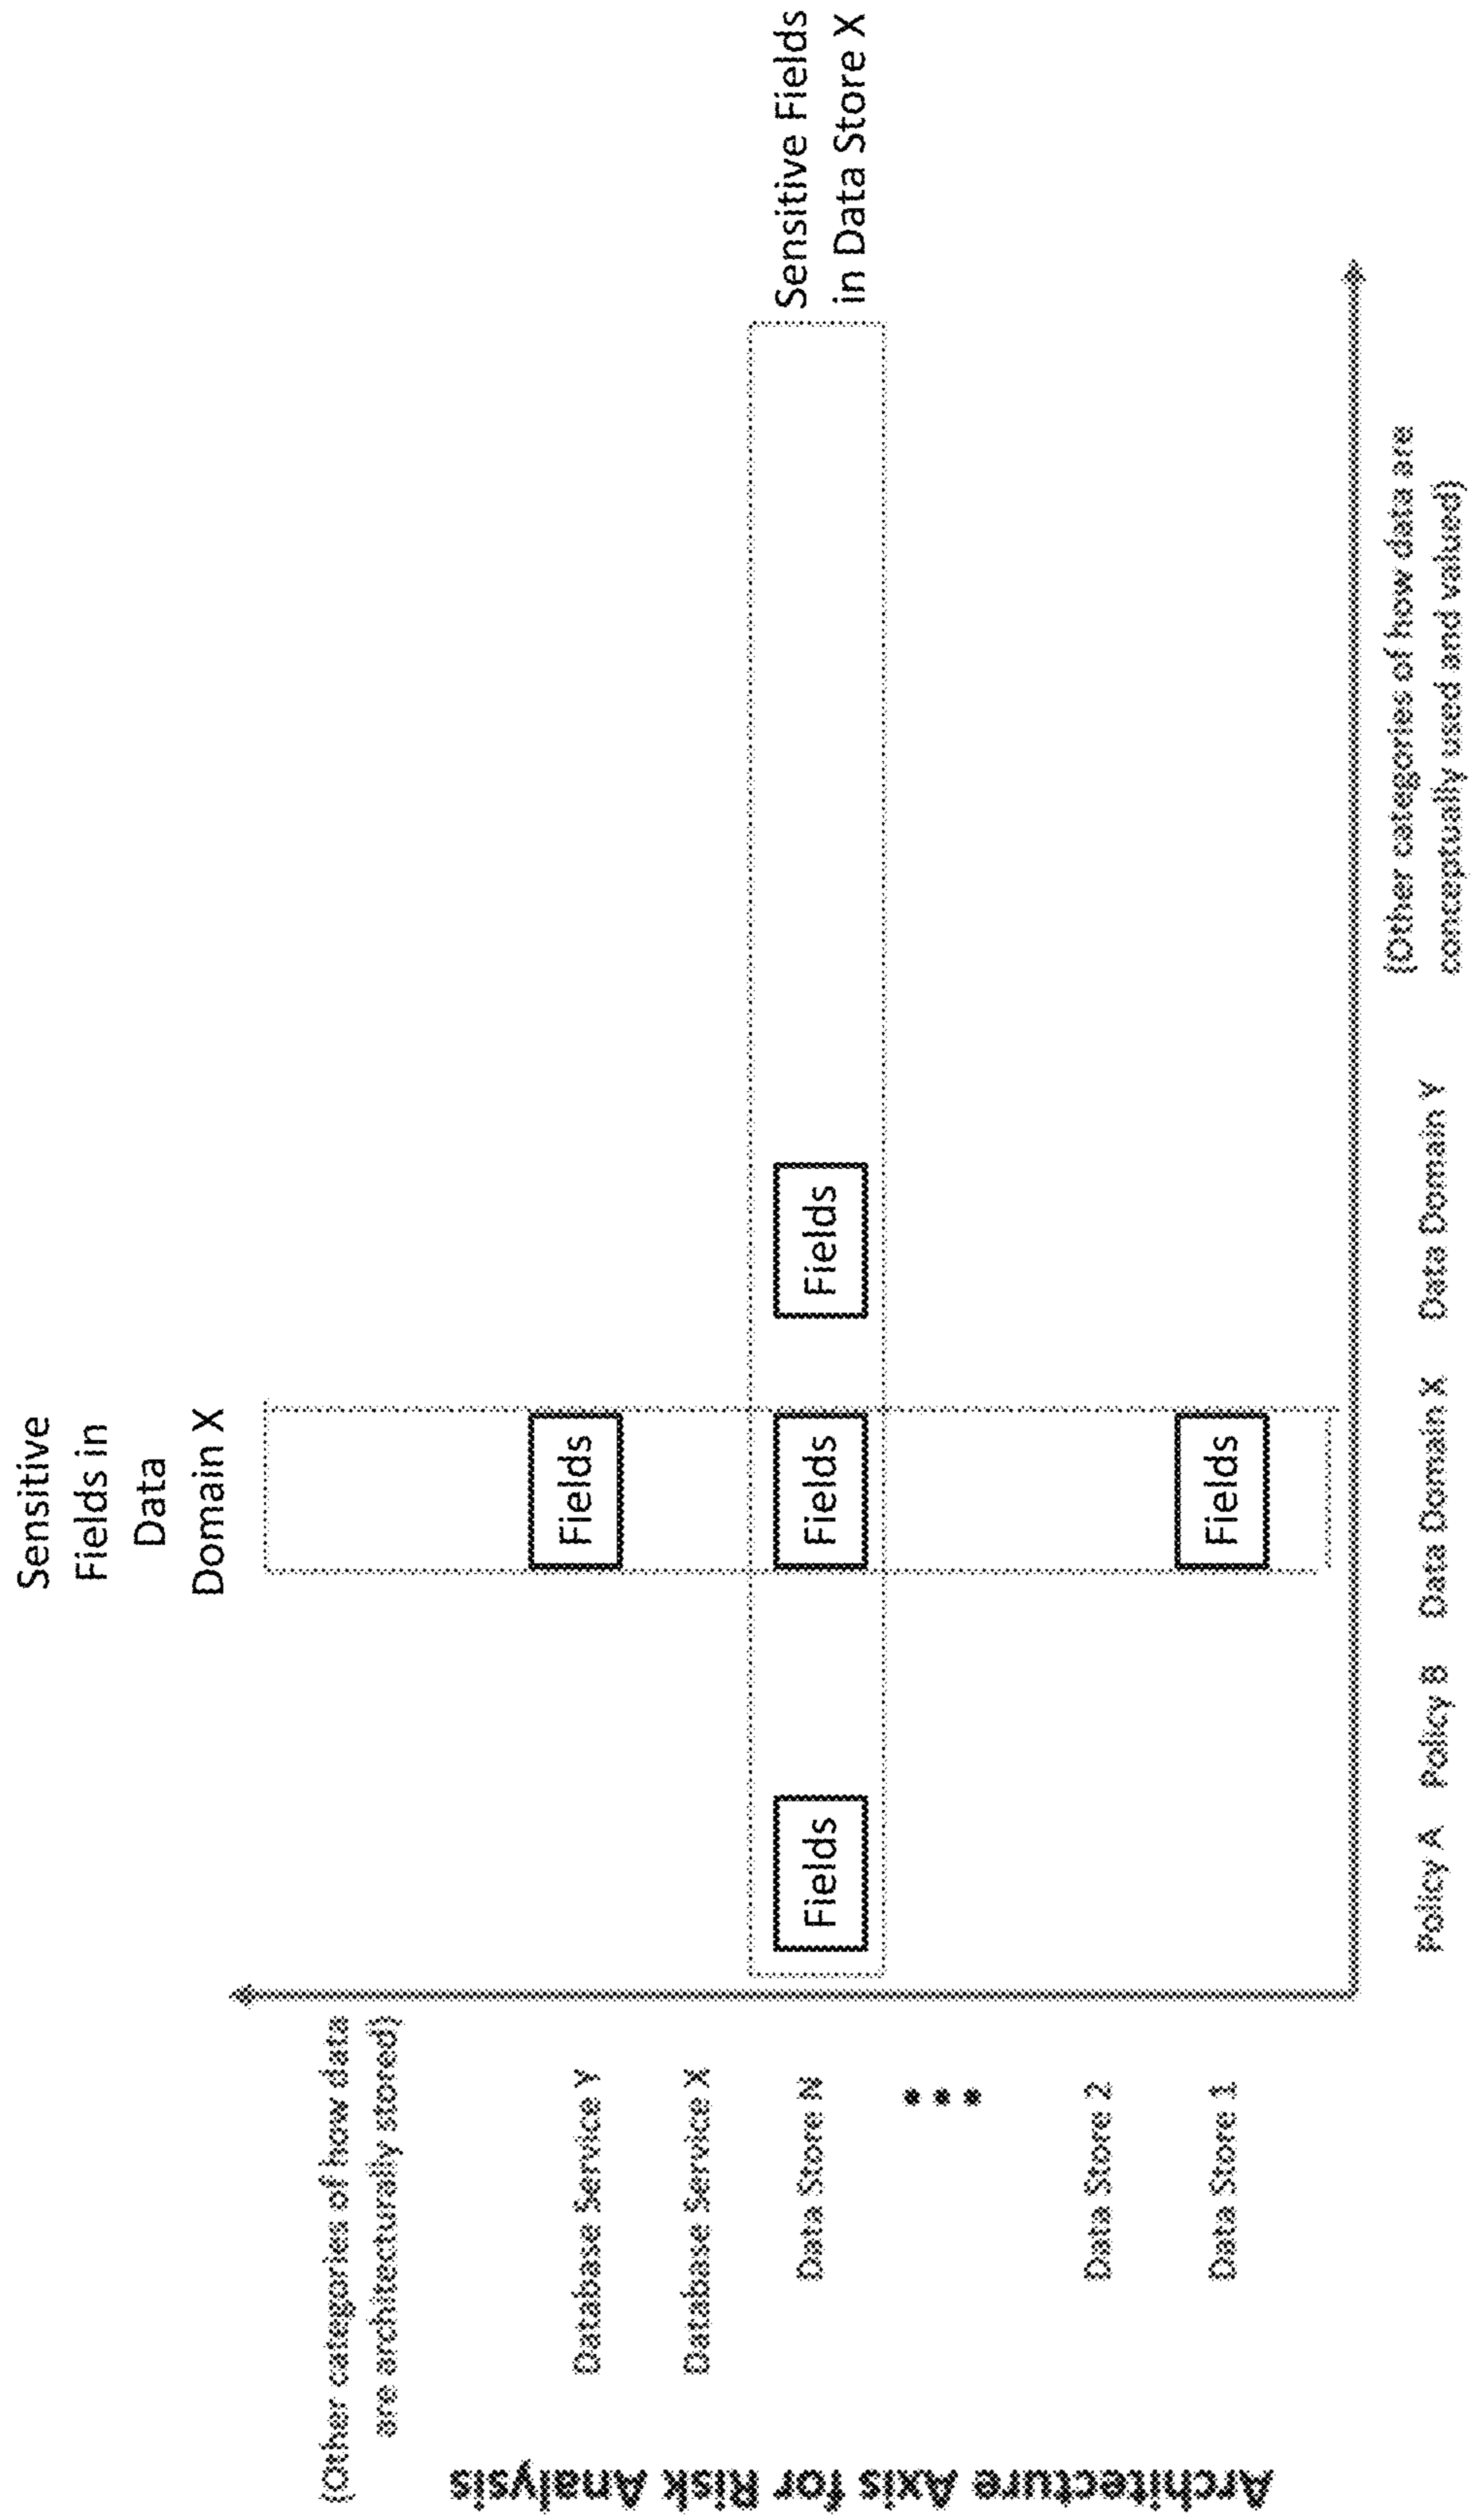 Sensitive
Fields in
Data
Domain X
(Other categories of how data
are architecturally stored)
Database Service Y
Fields
Database Service X
Data Store N
Fields
Fields
Fields
Sensitive Fields
in Data Store X
Data Store 2
Data Store 1
Fields
Architecture Axis for Risk Analysis
Policy A
Policy B
Data Domain X
Data Domain Y
(Other categories of how data are
conceptually used and valued)